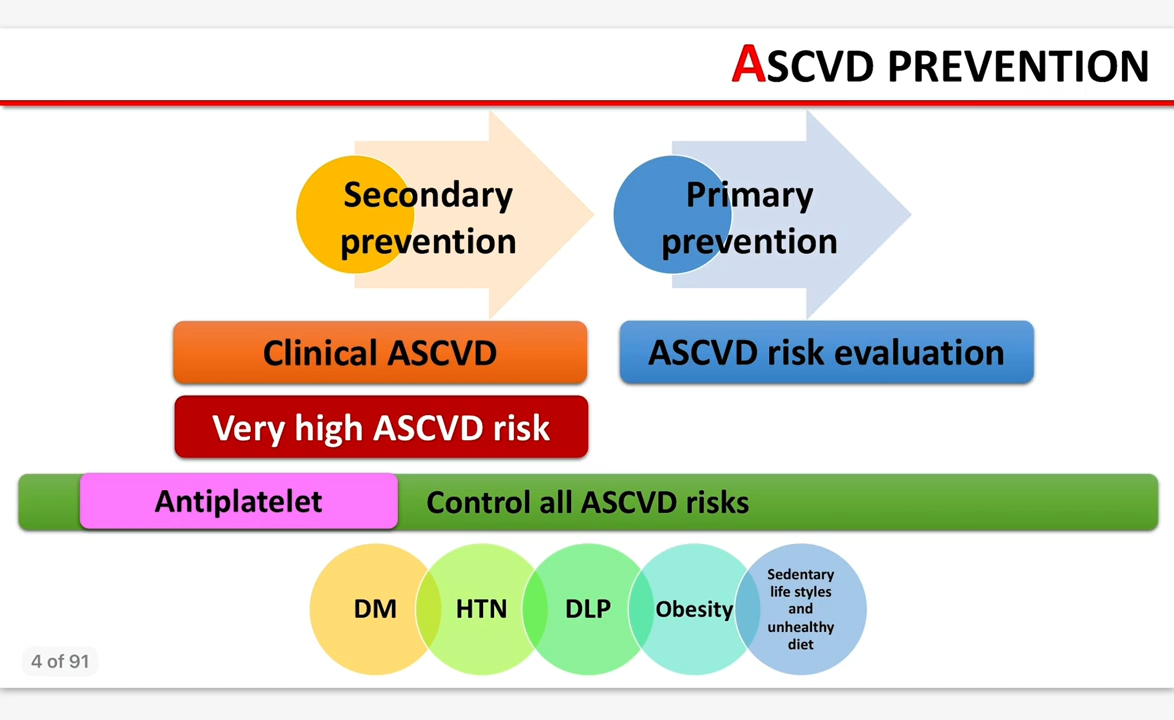 ASCVD PREVENTION
Secondary
prevention
Primary
prevention
Clinical ASCVD
ASCVD risk evaluation
Very high ASCVD risk
Antiplatelet
Control all ASCVD risks
DM
HTN
DLP
Obesity
Sedentary
life styles
and
unhealthy
diet
4 of 91